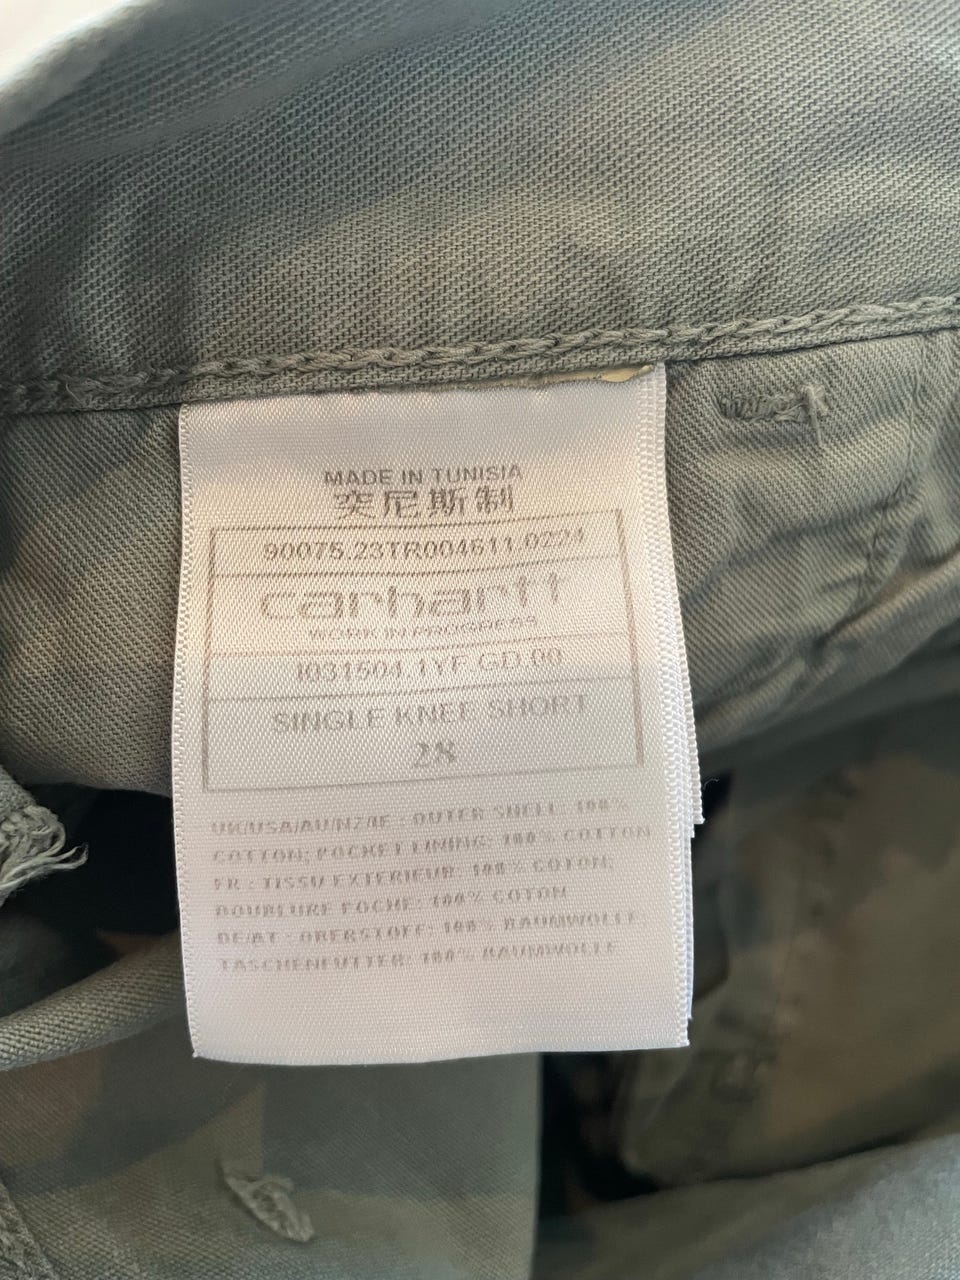 MADE IN TUNISIA
突尼斯制
90075.23TR004611.0224
carhartt
WORK IN PROGRESS
I031504.1YF.GD.00
SINGLE KNEE SHORT
28
UK/USA/AU/NZ/IE : OUTER SHELL: 100%
COTTON; POCKET LINING: 100% COTTON
FR : TISSU EXTERIEUR: 100% COTON;
DOUBLURE POCHE: 100% COTON
DE/AT : OBERSTOFF: 100% BAUMWOLLE;
TASCHENFUTTER: 100% BAUMWOLLE